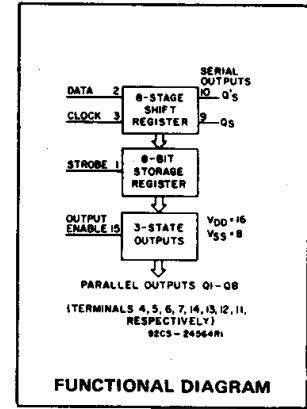 SERIAL
OUTPUTS
DATA 2
8-STAGE
SHIFT
REGISTER
10 Q'S
CLOCK 3
9 QS
STROBE 1
8-BIT
STORAGE
REGISTER
OUTPUT
ENABLE 15
3-STATE
OUTPUTS
VDD = 16
VSS = 8
PARALLEL OUTPUTS Q1-Q8
(TERMINALS 4, 5, 6, 7, 14, 13, 12, 11,
RESPECTIVELY)
92CS-24564R1
FUNCTIONAL DIAGRAM